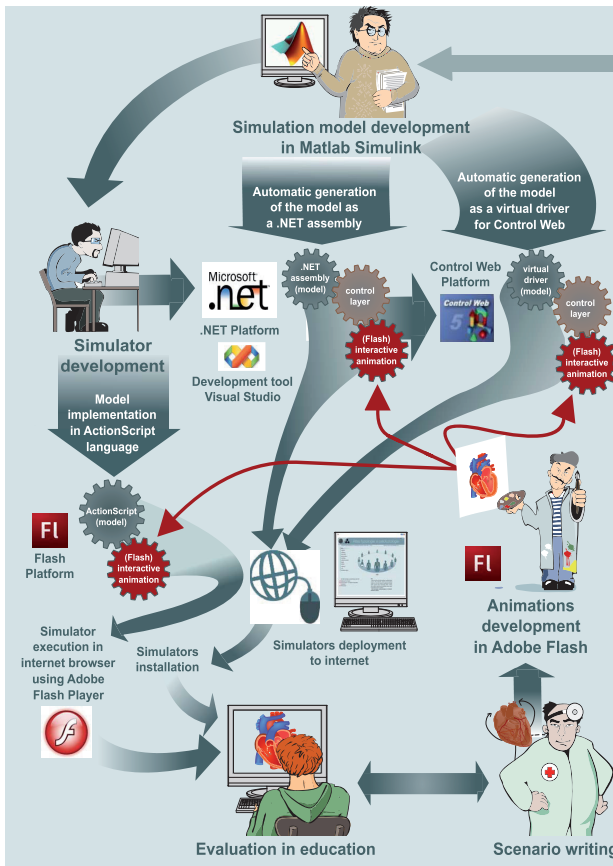 Simulation model development
in Matlab Simulink
Automatic generation
of the model as
a .NET assembly
Automatic generation
of the model
as a virtual driver
for Control Web
Microsoft
.net
.NET Platform
Development tool
Visual Studio
.NET
assembly
(model)
control
layer
(Flash)
interactive
animation
Control Web
Platform
Control Web
5
virtual
driver
(model)
control
layer
(Flash)
interactive
animation
Simulator
development
Model
implementation
in ActionScript
language
ActionScript
(model)
(Flash)
interactive
animation
Fl
Flash
Platform
Fl
Animations
development
in Adobe Flash
Simulators deployment
to internet
Simulator
execution in
internet browser
using Adobe
Flash Player
Simulators
installation
Evaluation in education
Scenario writing